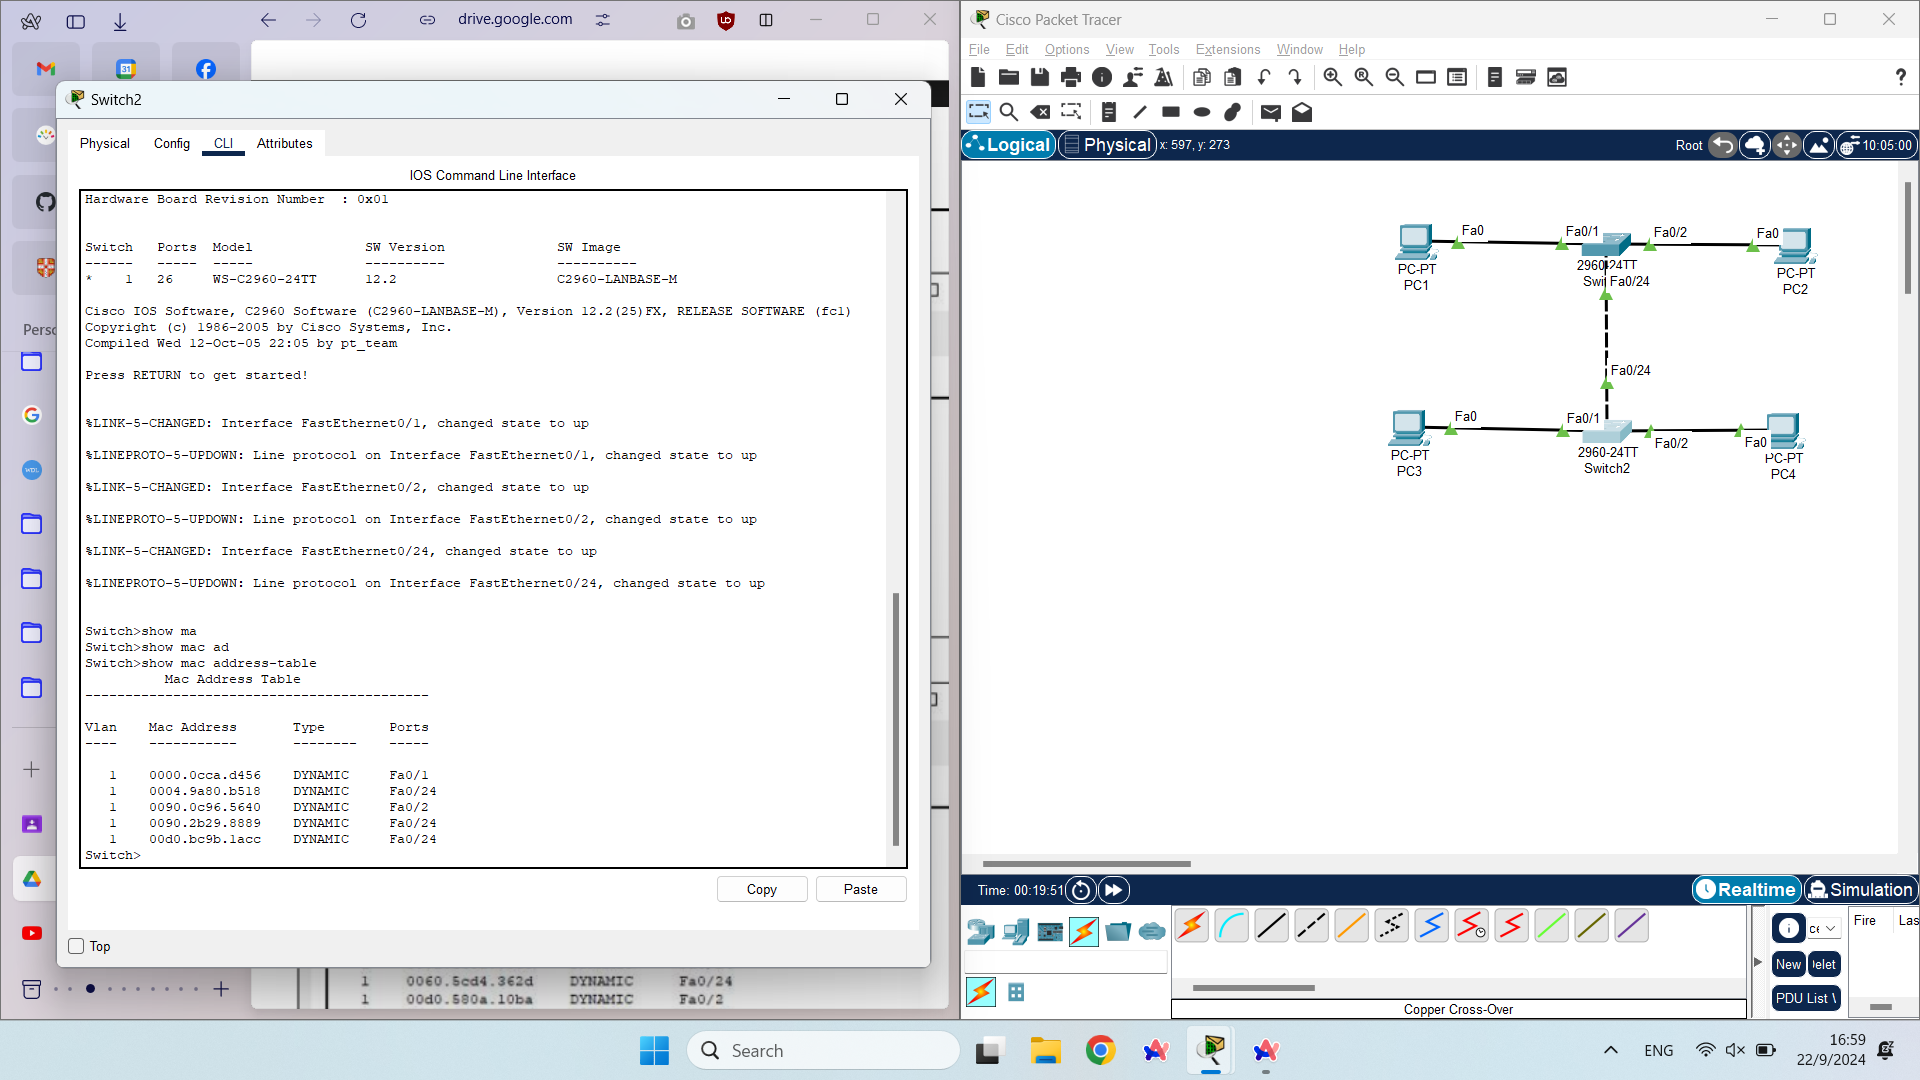 drive.google.com
Perso
Switch2
Physical
Config
CLI
Attributes
IOS Command Line Interface
Hardware Board Revision Number : 0x01
Switch Ports Model SW Version SW Image
------ ----- ----- ---------- ----------
* 1 26 WS-C2960-24TT 12.2 C2960-LANBASE-M
Cisco IOS Software, C2960 Software (C2960-LANBASE-M), Version 12.2(25)FX, RELEASE SOFTWARE (fc1)
Copyright (c) 1986-2005 by Cisco Systems, Inc.
Compiled Wed 12-Oct-05 22:05 by pt_team
Press RETURN to get started!
%LINK-5-CHANGED: Interface FastEthernet0/1, changed state to up
%LINEPROTO-5-UPDOWN: Line protocol on Interface FastEthernet0/1, changed state to up
%LINK-5-CHANGED: Interface FastEthernet0/2, changed state to up
%LINEPROTO-5-UPDOWN: Line protocol on Interface FastEthernet0/2, changed state to up
%LINK-5-CHANGED: Interface FastEthernet0/24, changed state to up
%LINEPROTO-5-UPDOWN: Line protocol on Interface FastEthernet0/24, changed state to up
Switch>show ma
Switch>show mac ad
Switch>show mac address-table
Mac Address Table
-------------------------------------------
Vlan Mac Address Type Ports
---- ----------- -------- -----
1 0000.0cca.d456 DYNAMIC Fa0/1
1 0004.9a80.b518 DYNAMIC Fa0/24
1 0090.0c96.5640 DYNAMIC Fa0/2
1 0090.2b29.8889 DYNAMIC Fa0/24
1 00d0.bc9b.1acc DYNAMIC Fa0/24
Switch>
Copy
Paste
Top
1 0060.5cd4.362d DYNAMIC Fa0/24
1 00d0.580a.10ba DYNAMIC Fa0/2
Cisco Packet Tracer
File Edit Options View Tools Extensions Window Help
Logical
Physical
x: 597, y: 273
Root
10:05:00
Fa0
Fa0/1
Fa0/2
Fa0
PC-PT
PC1
2960-24TT
Swi
Fa0/24
PC-PT
PC2
Fa0/24
Fa0
Fa0/1
Fa0/2
Fa0
PC-PT
PC3
2960-24TT
Switch2
PC-PT
PC4
Time: 00:19:51
Realtime
Simulation
Fire
Las
New
PDU List
Copper Cross-Over
Search
ENG
16:59
22/9/2024